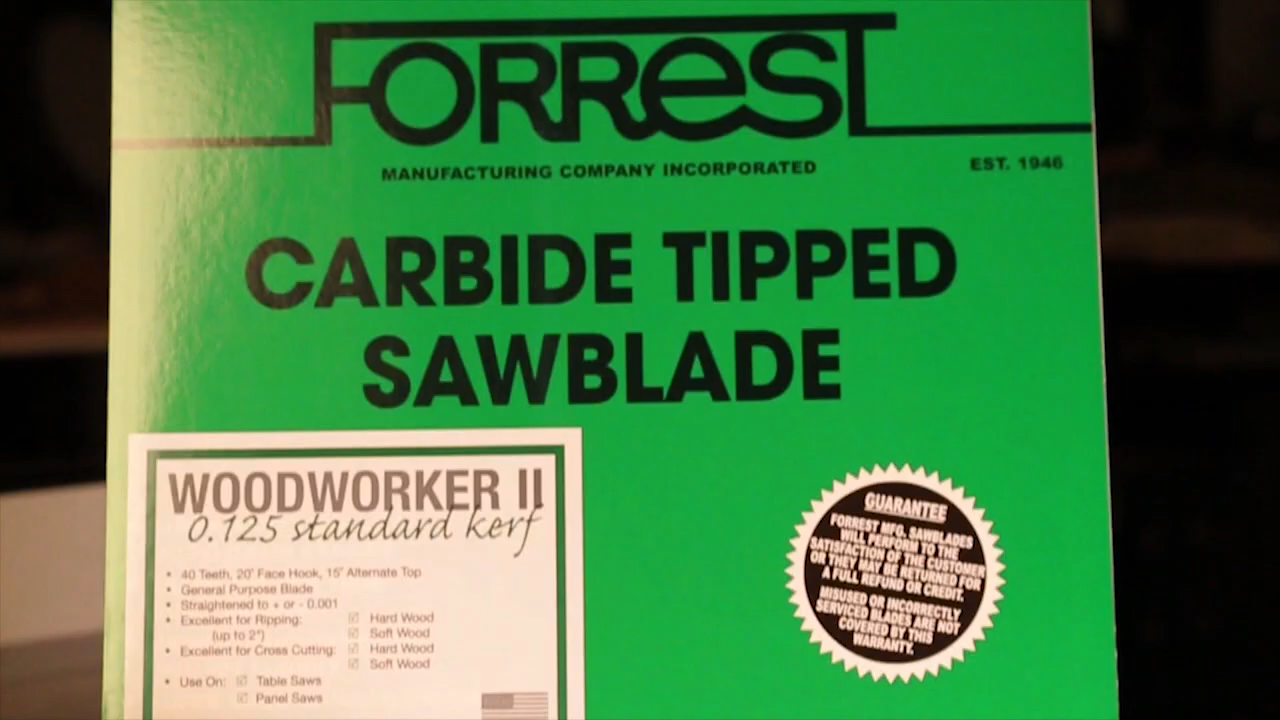 FORREST
MANUFACTURING COMPANY INCORPORATED
EST. 1946
CARBIDE TIPPED
SAWBLADE
WOODWORKER II
0.125 standard kerf
• 40 Teeth, 20° Face Hook, 15° Alternate Top
• General Purpose Blade
• Straightened to + or - 0.001
• Excellent for Ripping: ☑ Hard Wood
(up to 2") ☑ Soft Wood
• Excellent for Cross Cutting: ☑ Hard Wood
☑ Soft Wood
• Use On: ☑ Table Saws
☑ Panel Saws
GUARANTEE
FORREST MFG. SAWBLADES
WILL PERFORM TO THE
SATISFACTION OF THE CUSTOMER
OR THEY MAY BE RETURNED FOR
A FULL REFUND OR CREDIT.
MISUSED OR INCORRECTLY
SERVICED BLADES ARE NOT
COVERED BY THIS
WARRANTY.